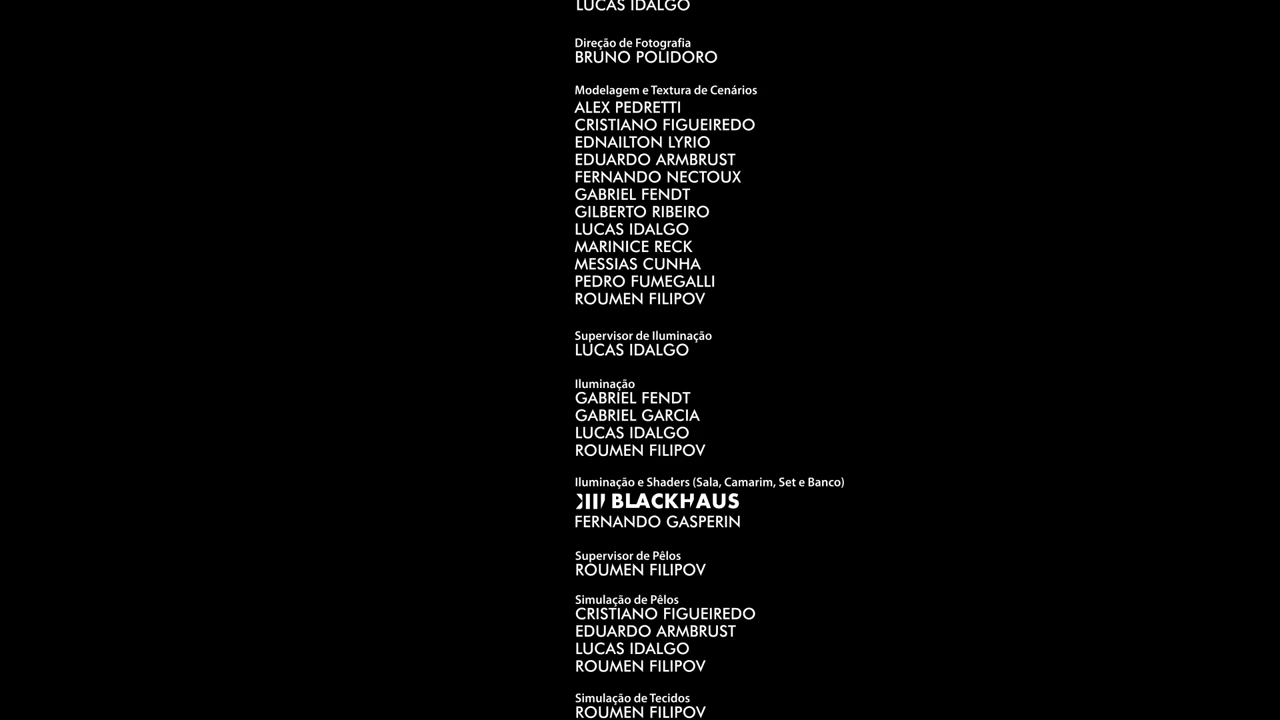 LUCAS IDALGO
Direção de Fotografia
BRUNO POLIDORO
Modelagem e Textura de Cenários
ALEX PEDRETTI
CRISTIANO FIGUEIREDO
EDNAILTON LYRIO
EDUARDO ARMBRUST
FERNANDO NECTOUX
GABRIEL FENDT
GILBERTO RIBEIRO
LUCAS IDALGO
MARINICE RECK
MESSIAS CUNHA
PEDRO FUMEGALLI
ROUMEN FILIPOV
Supervisor de Iluminação
LUCAS IDALGO
Iluminação
GABRIEL FENDT
GABRIEL GARCIA
LUCAS IDALGO
ROUMEN FILIPOV
Iluminação e Shaders (Sala, Camarim, Set e Banco)
BLACKHAUS
FERNANDO GASPERIN
Supervisor de Pêlos
ROUMEN FILIPOV
Simulação de Pêlos
CRISTIANO FIGUEIREDO
EDUARDO ARMBRUST
LUCAS IDALGO
ROUMEN FILIPOV
Simulação de Tecidos
ROUMEN FILIPOV